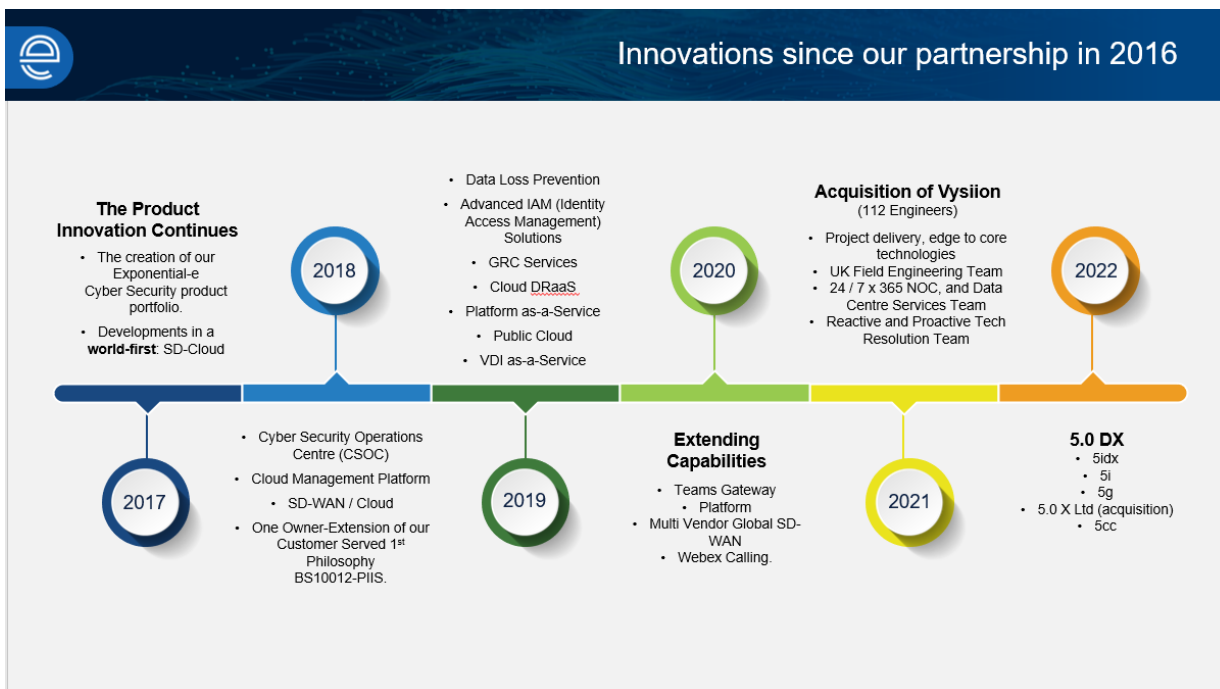 Innovations since our partnership in 2016
The Product
Innovation Continues
• The creation of our
Exponential-e
Cyber Security product
portfolio.
• Developments in a
world-first: SD-Cloud
2017
2018
• Cyber Security Operations
Centre (CSOC)
• Cloud Management Platform
• SD-WAN / Cloud
• One Owner-Extension of our
Customer Served 1st
Philosophy
BS10012-PIIS.
• Data Loss Prevention
• Advanced IAM (Identity
Access Management)
Solutions
• GRC Services
• Cloud DRaaS
• Platform as-a-Service
• Public Cloud
• VDI as-a-Service
2019
2020
Extending
Capabilities
• Teams Gateway
• Platform
• Multi Vendor Global SD-
WAN
• Webex Calling.
Acquisition of Vysiion
(112 Engineers)
• Project delivery, edge to core
technologies
• UK Field Engineering Team
• 24 / 7 x 365 NOC, and Data
Centre Services Team
• Reactive and Proactive Tech
Resolution Team
2021
2022
5.0 DX
• 5idx
• 5i
• 5g
• 5.0 X Ltd (acquisition)
• 5cc